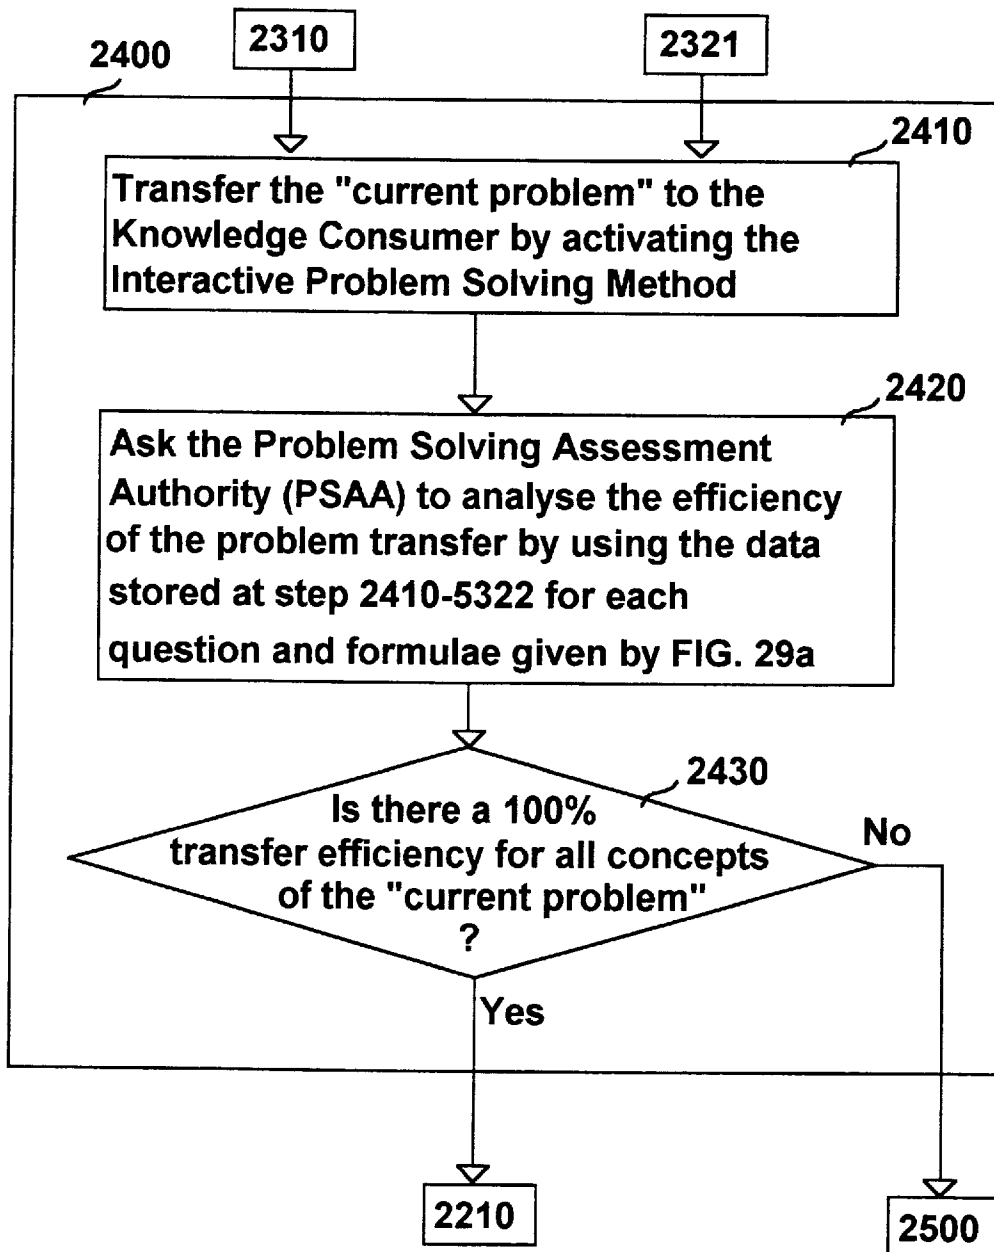 2310
2321
2400
2410
Transfer the "current problem" to the
Knowledge Consumer by activating the
Interactive Problem Solving Method
2420
Ask the Problem Solving Assessment
Authority (PSAA) to analyse the efficiency
of the problem transfer by using the data
stored at step 2410-5322 for each
question and formulae given by FIG. 29a
2430
Is there a 100%
transfer efficiency for all concepts
of the "current problem"
?
No
Yes
2210
2500